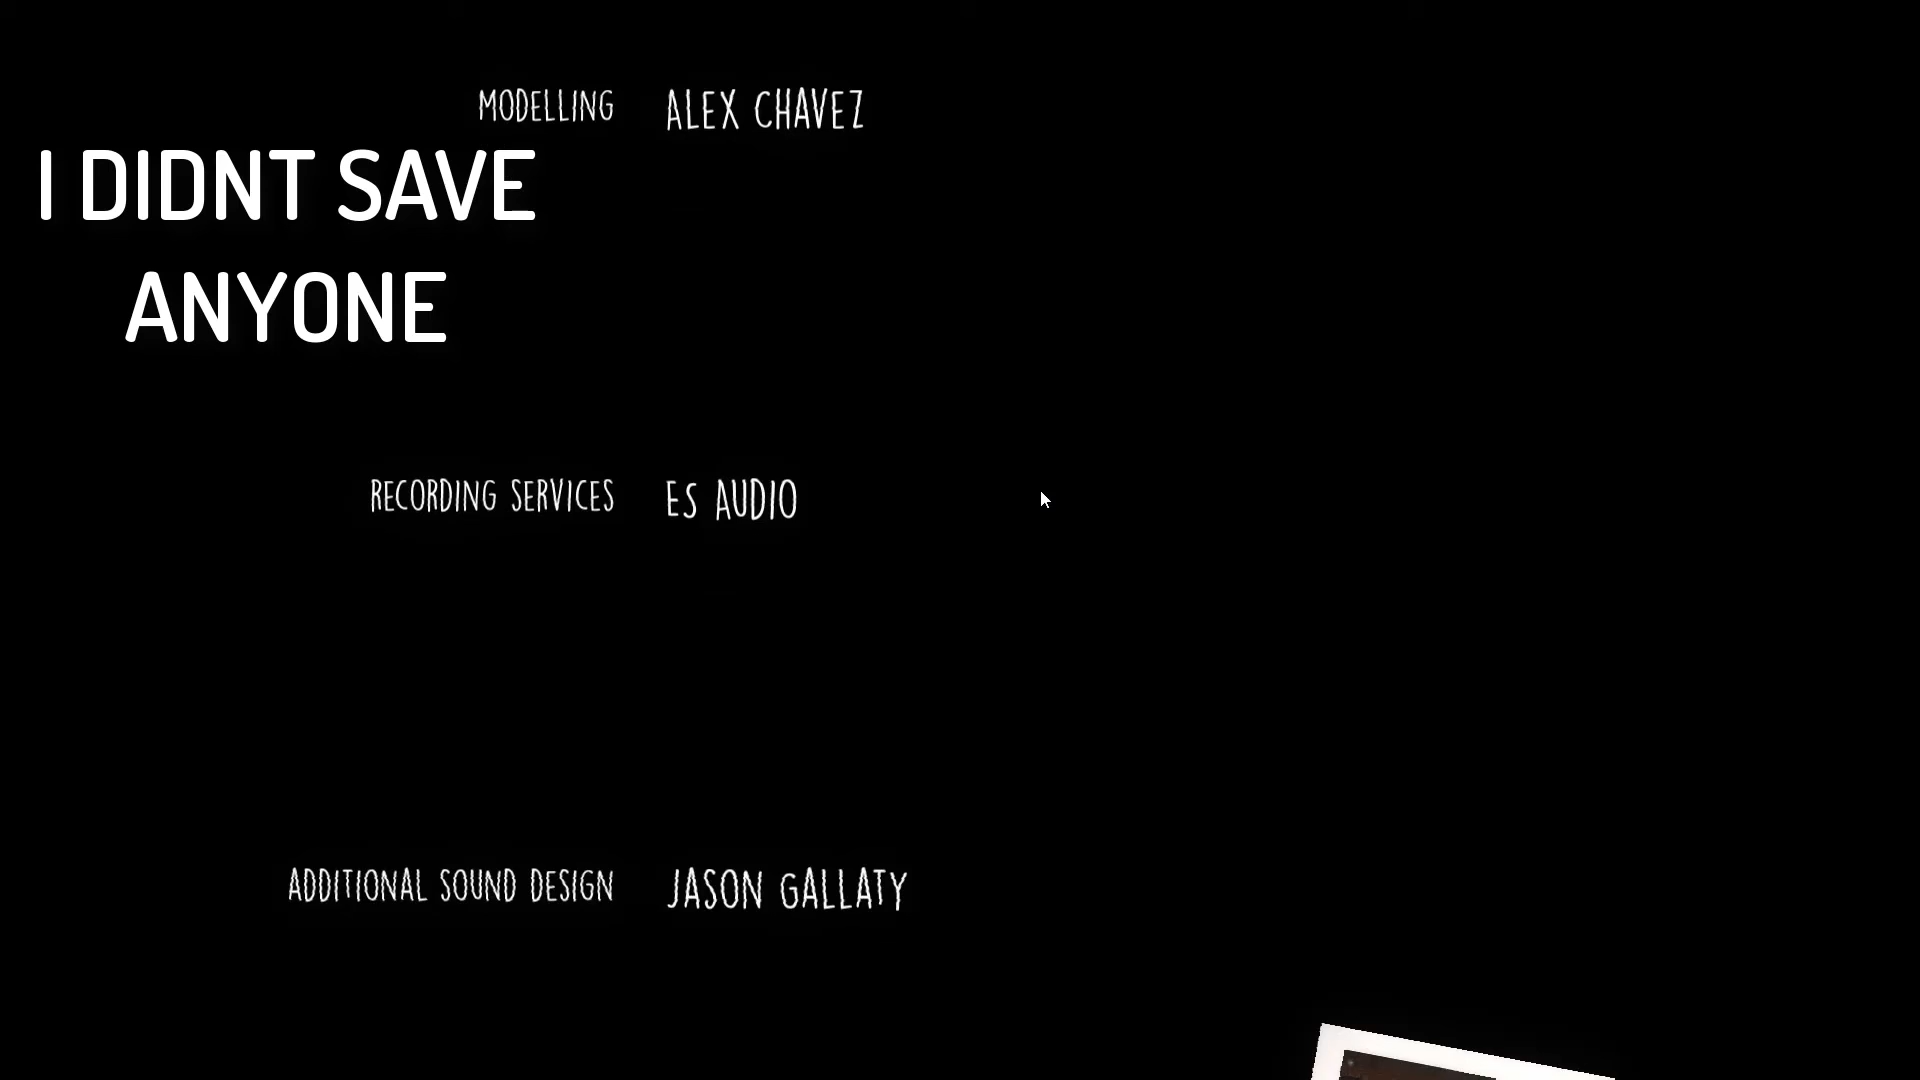 MODELLING ALEX CHAVEZ
I DIDNT SAVE
ANYONE
RECORDING SERVICES ES AUDIO
ADDITIONAL SOUND DESIGN JASON GALLATY